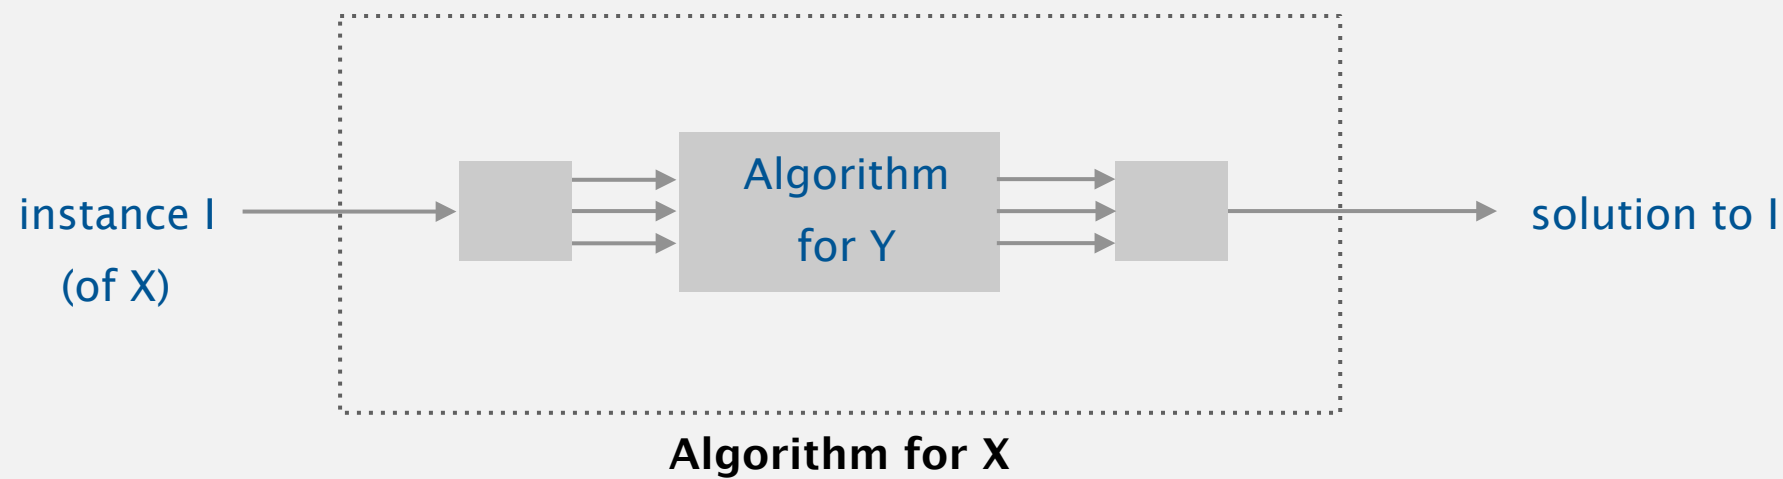 instance I
(of X)
Algorithm
for Y
solution to I
Algorithm for X